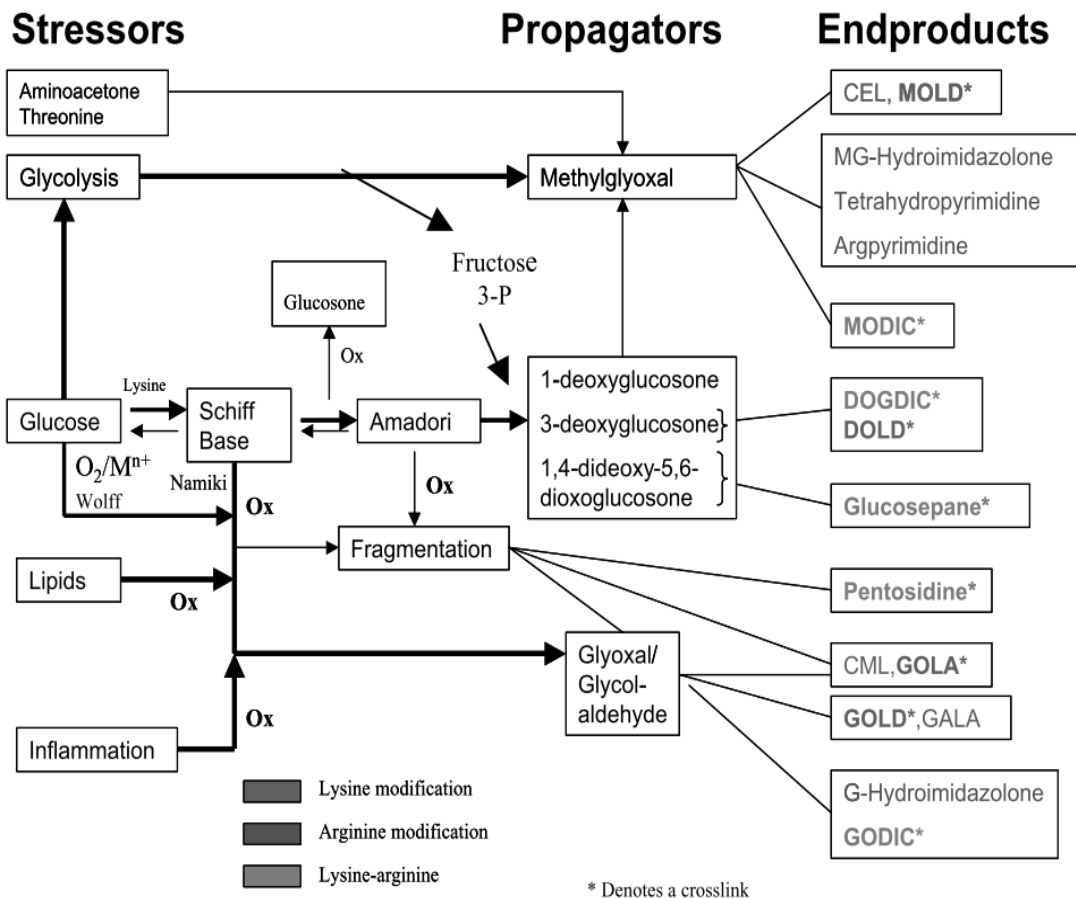 Stressors
Propagators
Endproducts
Aminoacetone
Threonine
CEL, MOLD*
Glycolysis
Methylglyoxal
MG-Hydroimidazolone
Tetrahydropyrimidine
Argpyrimidine
Fructose
3-P
Glucosone
Ox
MODIC*
Lysine
Glucose
Schiff
Base
Amadori
1-deoxyglucosone
3-deoxyglucosone
1,4-dideoxy-5,6-
dioxoglucosone
DOGDIC*
DOLD*
O₂/Mⁿ⁺
Wolff
Namiki
Ox
Ox
Glucosepane*
Fragmentation
Lipids
Ox
Pentosidine*
Glyoxal/
Glycol-
aldehyde
CML,GOLA*
GOLD*,GALA
Ox
Inflammation
G-Hydroimidazolone
GODIC*
Lysine modification
Arginine modification
Lysine-arginine
* Denotes a crosslink